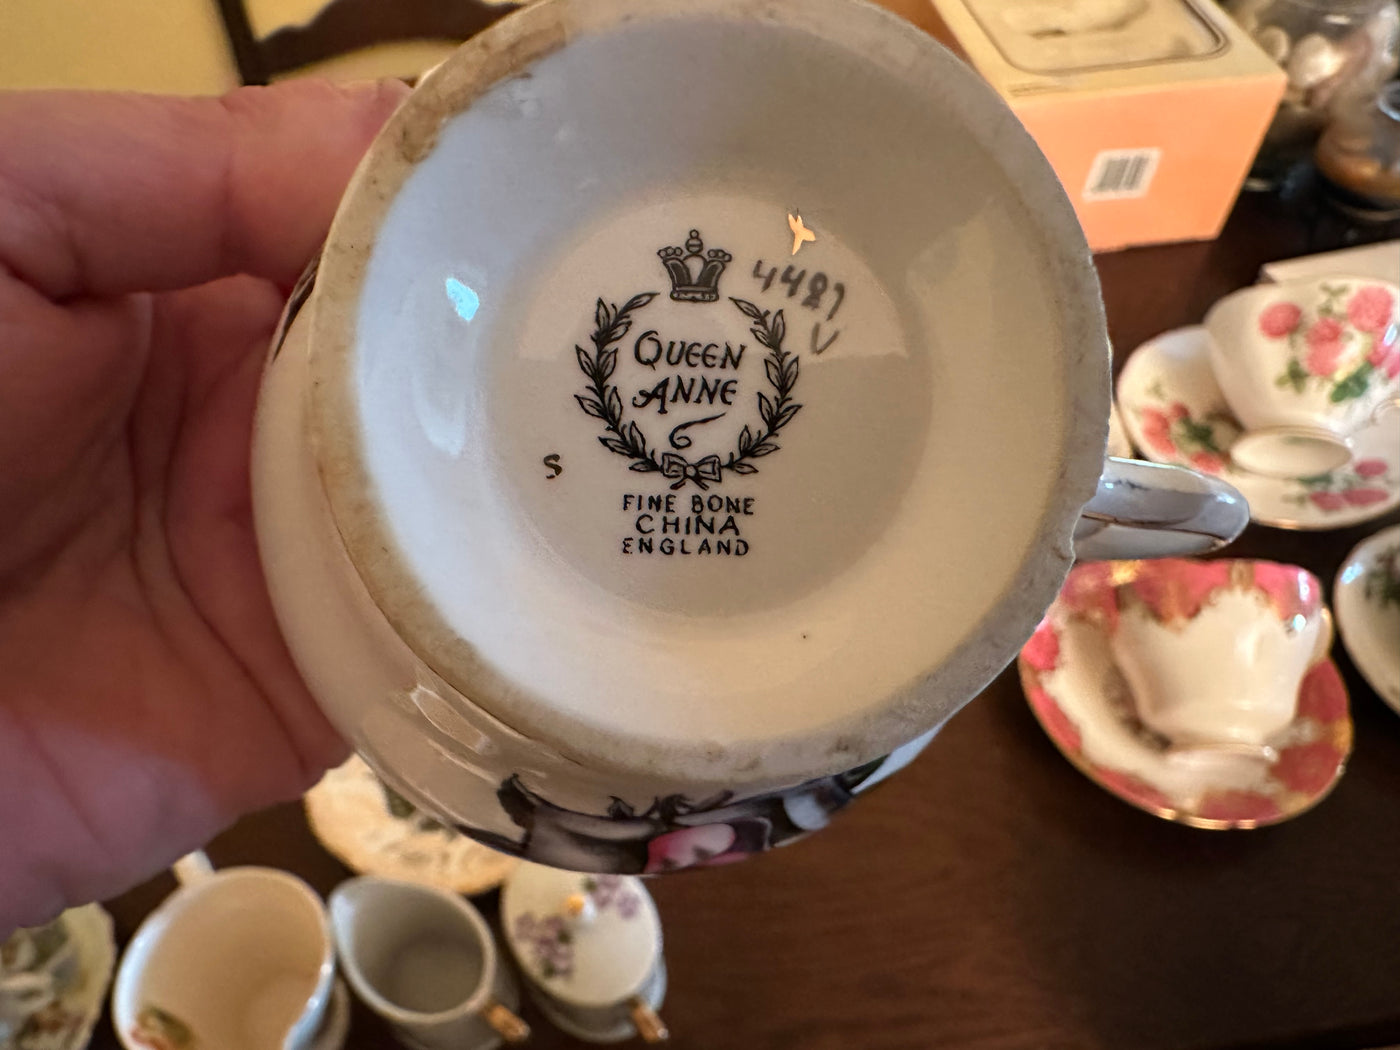 4487
V
QUEEN
ANNE
S
FINE BONE
CHINA
ENGLAND